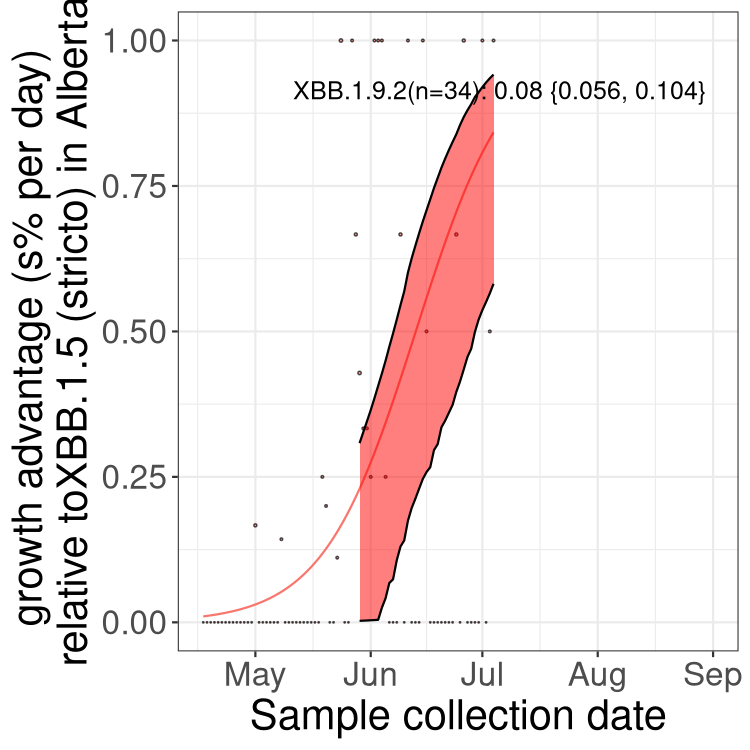 growth advantage (s% per day)
relative toXBB.1.5 (stricto) in Alberta
1.00
0.75
0.50
0.25
0.00
XBB.1.9.2(n=34): 0.08 {0.056, 0.104}
May Jun Jul Aug Sep
Sample collection date